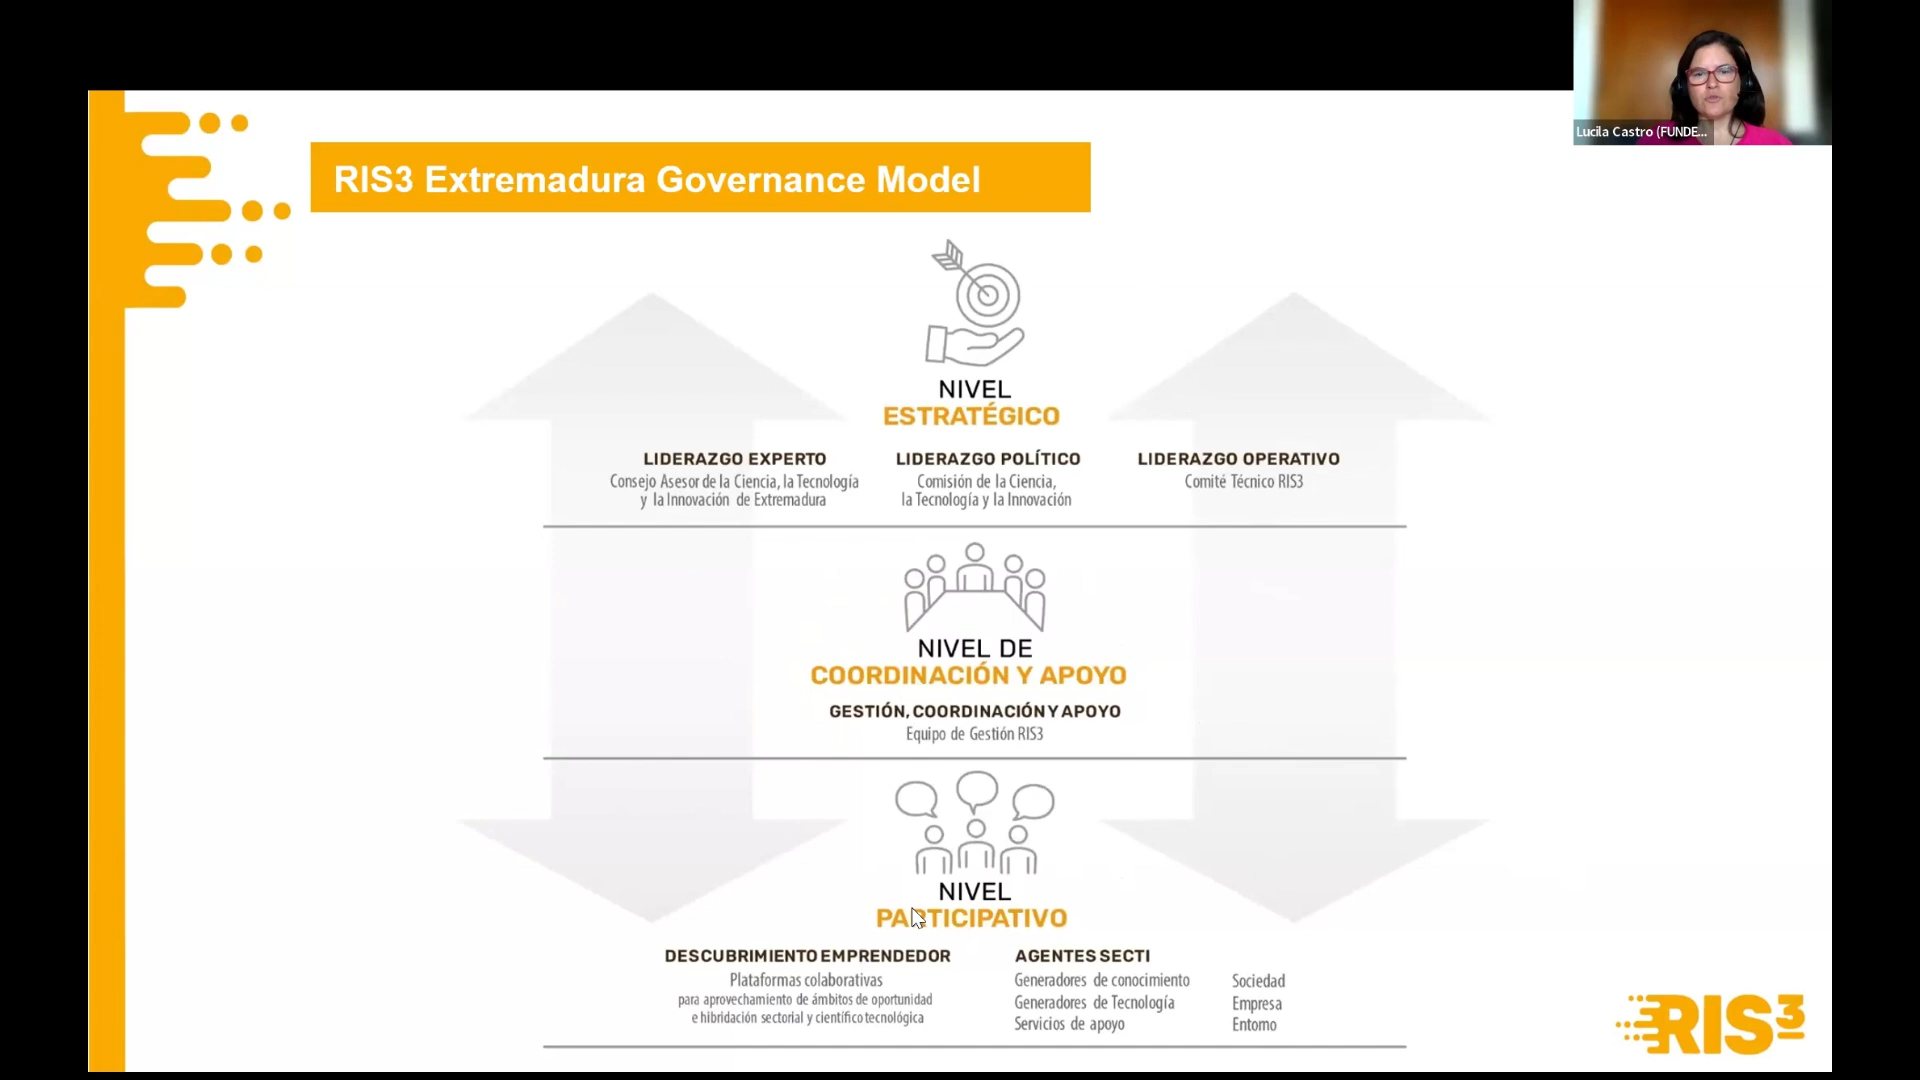 Lucila Castro (FUNDE...
RIS3 Extremadura Governance Model
NIVEL
ESTRATÉGICO
LIDERAZGO EXPERTO
Consejo Asesor de la Ciencia, la Tecnología
y la Innovación de Extremadura
LIDERAZGO POLÍTICO
Comisión de la Ciencia,
la Tecnología y la Innovación
LIDERAZGO OPERATIVO
Comité Técnico RIS3
NIVEL DE
COORDINACIÓN Y APOYO
GESTIÓN, COORDINACIÓN Y APOYO
Equipo de Gestión RIS3
NIVEL
PARTICIPATIVO
DESCUBRIMIENTO EMPRENDEDOR
Plataformas colaborativas
para aprovechamiento de ámbitos de oportunidad
e hibridación sectorial y científico tecnológica
AGENTES SECTI
Generadores de conocimiento
Generadores de Tecnología
Servicios de apoyo
Sociedad
Empresa
Entorno
RIS3